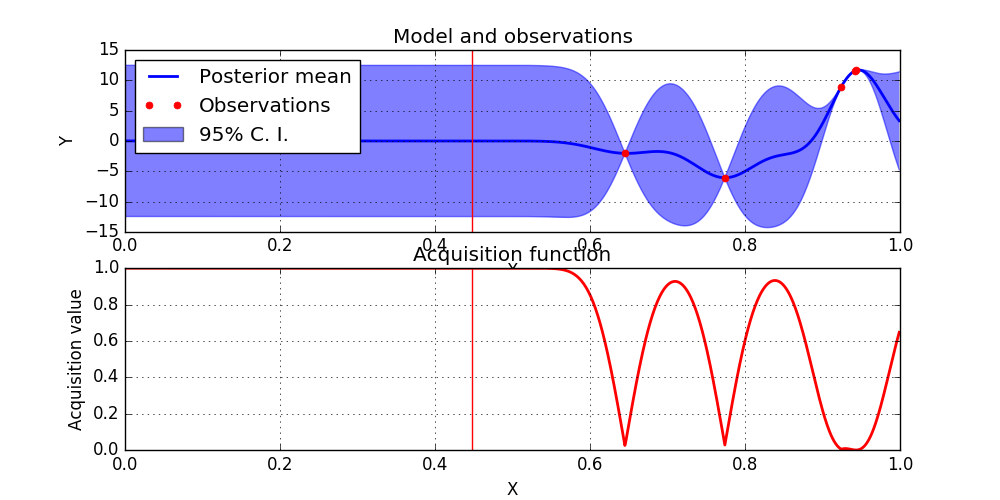 Model and observations
15
10
5
0
−5
−10
−15
Y
Posterior mean
Observations
95% C. I.
0.0 0.2 0.4 0.6 0.8 1.0
X
Acquisition function
1.0
0.8
0.6
0.4
0.2
0.0
Acquisition value
0.0 0.2 0.4 0.6 0.8 1.0
X